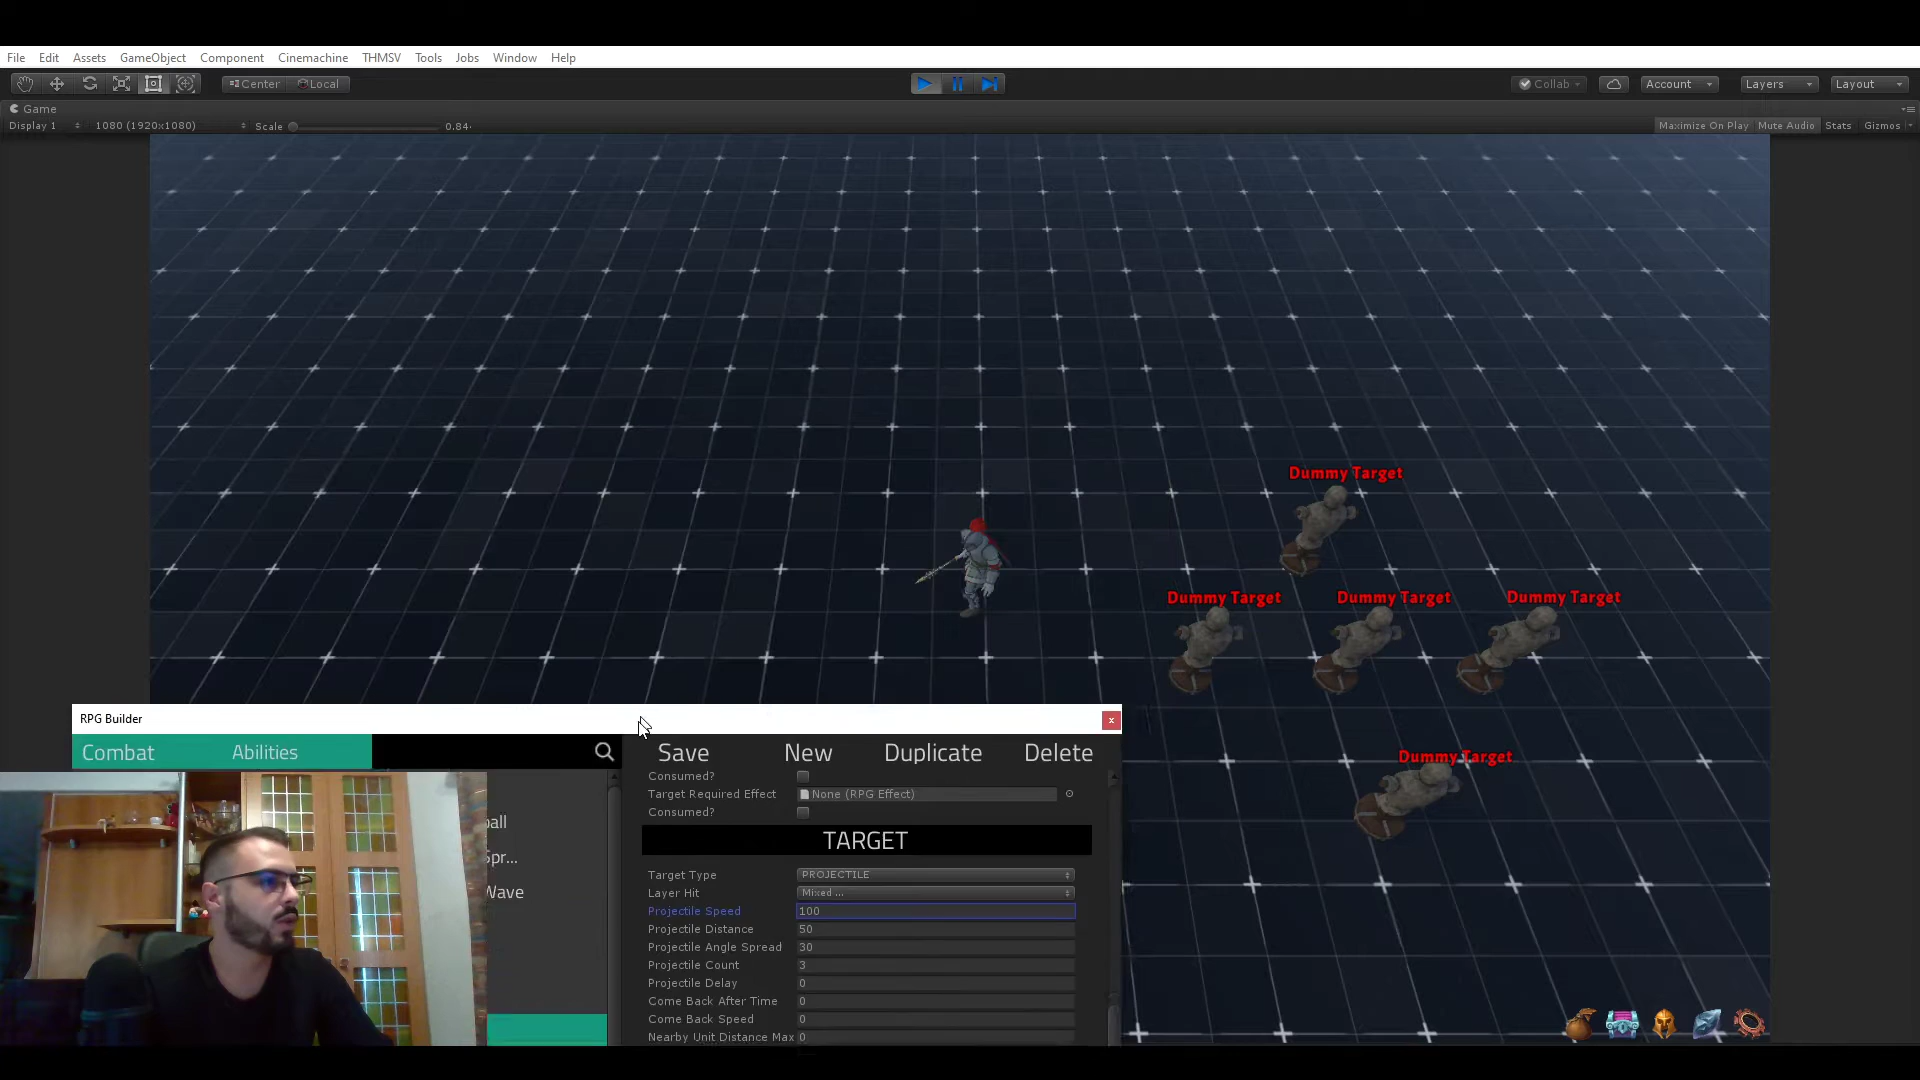 File Edit Assets GameObject Component Cinemachine THMSV Tools Jobs Window Help
Center Local Collab Account Layers Layout
Game
Display 1 1080 (1920x1080) Scale 0.84 Maximize On Play Mute Audio Stats Gizmos
Dummy Target
Dummy Target Dummy Target Dummy Target
Dummy Target
RPG Builder x
Combat Abilities Save New Duplicate Delete
Consumed?
Target Required Effect None (RPG Effect)
Consumed?
ball
Spr...
Wave
TARGET
Target Type PROJECTILE
Layer Hit Mixed ...
Projectile Speed 100
Projectile Distance 50
Projectile Angle Spread 30
Projectile Count 3
Projectile Delay 0
Come Back After Time 0
Come Back Speed 0
Nearby Unit Distance Max 0